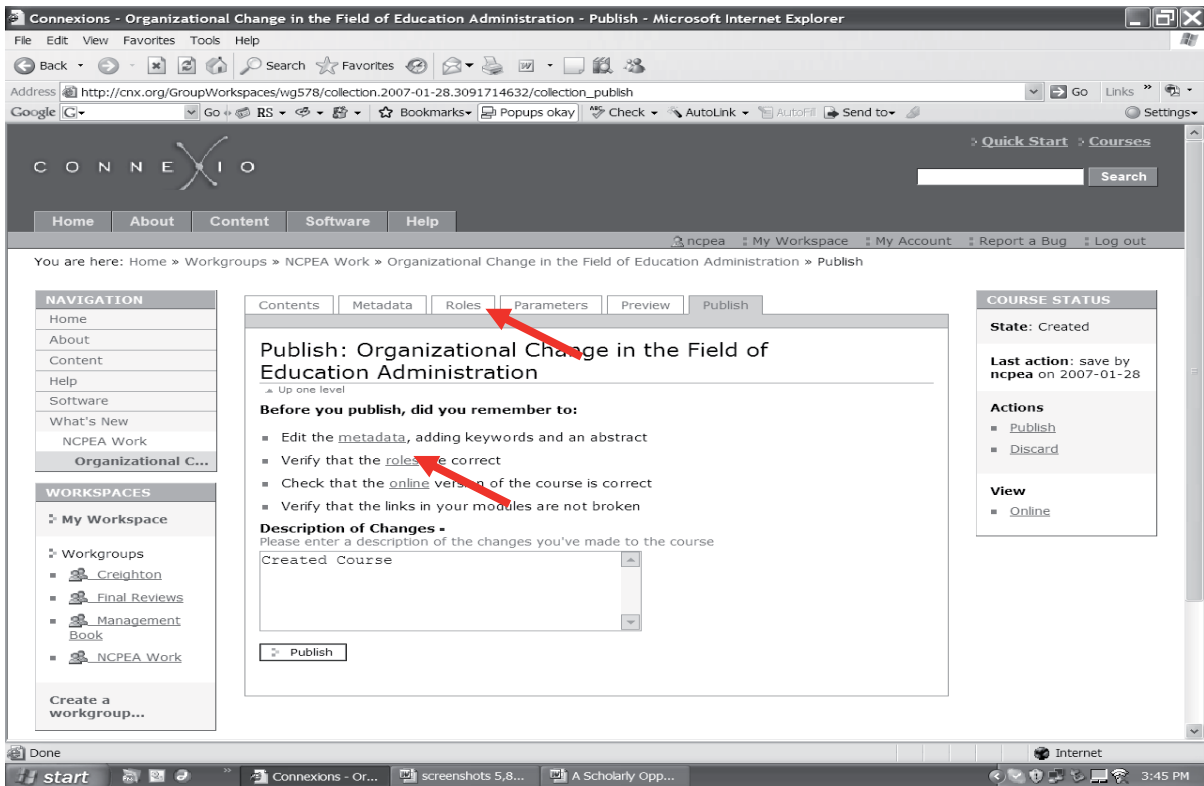 Connexions - Organizational Change in the Field of Education Administration - Publish - Microsoft Internet Explorer
File Edit View Favorites Tools Help
Back Search Favorites
Address http://cnx.org/GroupWorkspaces/wg578/collection.2007-01-28.3091714632/collection_publish Go Links »
Google G Go RS Bookmarks Popups okay Check AutoLink AutoFill Send to Settings
Quick Start Courses
CONNEXIO
Search
Home About Content Software Help
ncpea My Workspace My Account Report a Bug Log out
You are here: Home » Workgroups » NCPEA Work » Organizational Change in the Field of Education Administration » Publish
NAVIGATION
Home
About
Content
Help
Software
What's New
NCPEA Work
Organizational C...
WORKSPACES
My Workspace
Workgroups
Creighton
Final Reviews
Management
Book
NCPEA Work
Create a
workgroup...
Contents Metadata Roles Parameters Preview Publish
Publish: Organizational Change in the Field of
Education Administration
Up one level
Before you publish, did you remember to:
Edit the metadata, adding keywords and an abstract
Verify that the roles correct
Check that the online version of the course is correct
Verify that the links in your modules are not broken
Description of Changes -
Please enter a description of the changes you've made to the course
Created Course
Publish
COURSE STATUS
State: Created
Last action: save by
ncpea on 2007-01-28
Actions
Publish
Discard
View
Online
Done Internet
start » Connexions - Or... screenshots 5,8... A Scholarly Opp... 3:45 PM